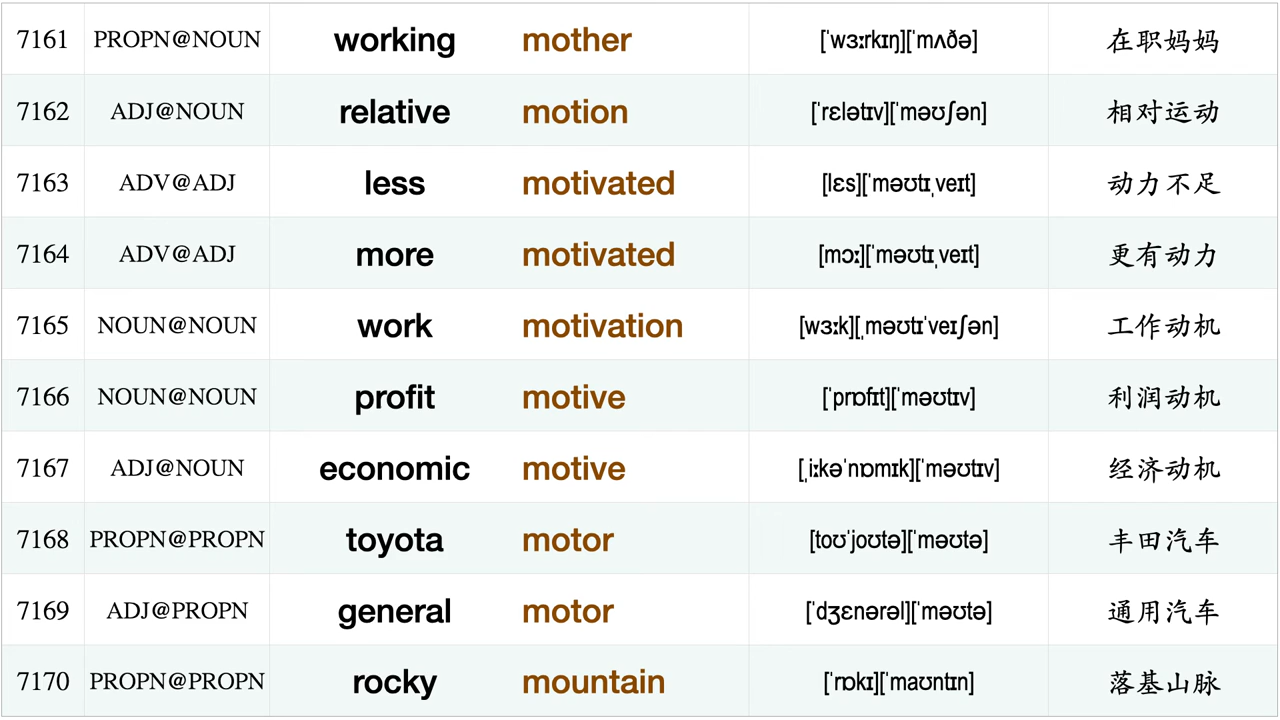 7161 PROPN@NOUN working mother [ˈwɜːrkɪŋ][ˈmʌðə] 在职妈妈
7162 ADJ@NOUN relative motion [ˈrɛlətɪv][ˈməʊʃən] 相对运动
7163 ADV@ADJ less motivated [lɛs][ˈməʊtɪˌveɪt] 动力不足
7164 ADV@ADJ more motivated [mɔː][ˈməʊtɪˌveɪt] 更有动力
7165 NOUN@NOUN work motivation [wɜːk][ˌməʊtɪˈveɪʃən] 工作动机
7166 NOUN@NOUN profit motive [ˈprɒfɪt][ˈməʊtɪv] 利润动机
7167 ADJ@NOUN economic motive [ˌiːkəˈnɒmɪk][ˈməʊtɪv] 经济动机
7168 PROPN@PROPN toyota motor [toʊˈjoʊtə][ˈməʊtə] 丰田汽车
7169 ADJ@PROPN general motor [ˈdʒɛnərəl][ˈməʊtə] 通用汽车
7170 PROPN@PROPN rocky mountain [ˈrɒkɪ][ˈmaʊntɪn] 落基山脉